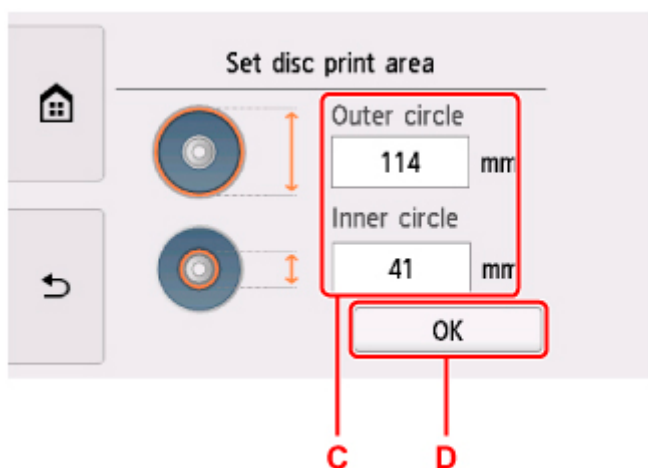 Set disc print area
Outer circle
114 mm
Inner circle
41 mm
OK
C
D